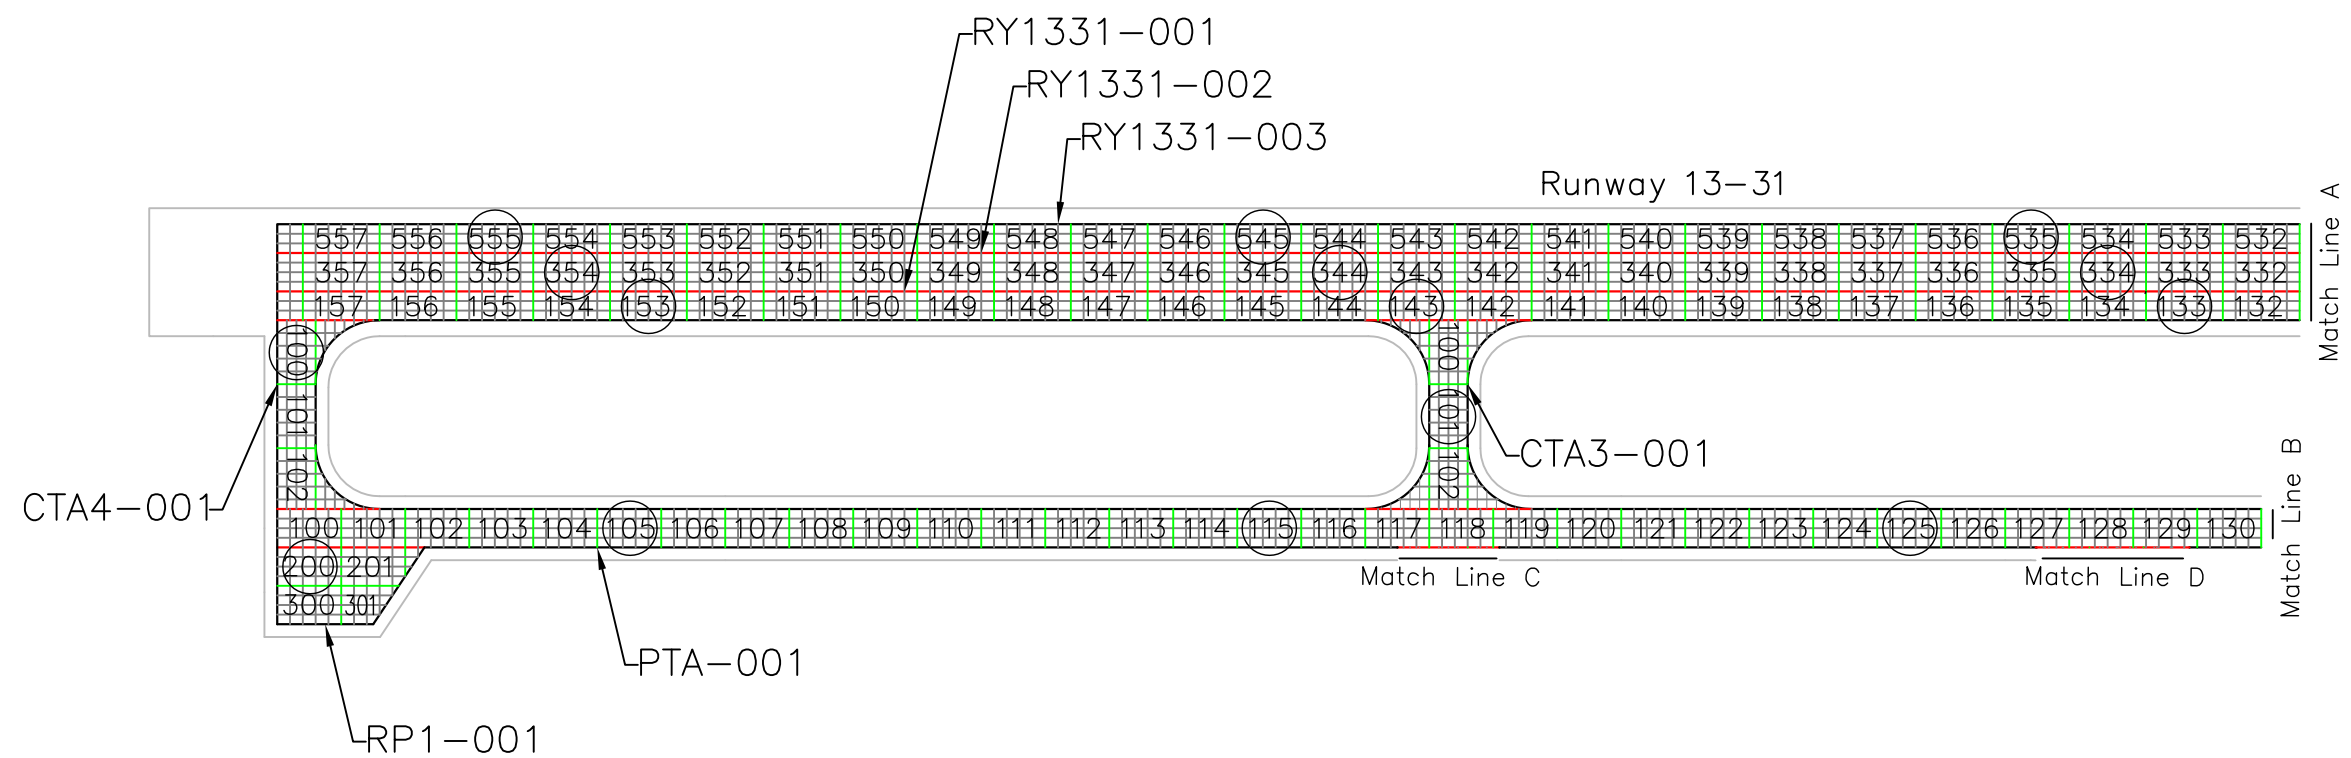 RY1331-001
RY1331-002
RY1331-003
Runway 13-31
Match Line A
557 556 555 554 553 552 551 550 549 548 547 546 545 544 543 542 541 540 539 538 537 536 535 534 533 532
357 356 355 354 353 352 351 350 349 348 347 346 345 344 343 342 341 340 339 338 337 336 335 334 333 332
157 156 155 154 153 152 151 150 149 148 147 146 145 144 143 142 141 140 139 138 137 136 135 134 133 132
100 101 102
100 101 102
CTA4-001
CTA3-001
Match Line B
100 101 102 103 104 105 106 107 108 109 110 111 112 113 114 115 116 117 118 119 120 121 122 123 124 125 126 127 128 129 130
200 201
300 301
Match Line C
Match Line D
PTA-001
RP1-001